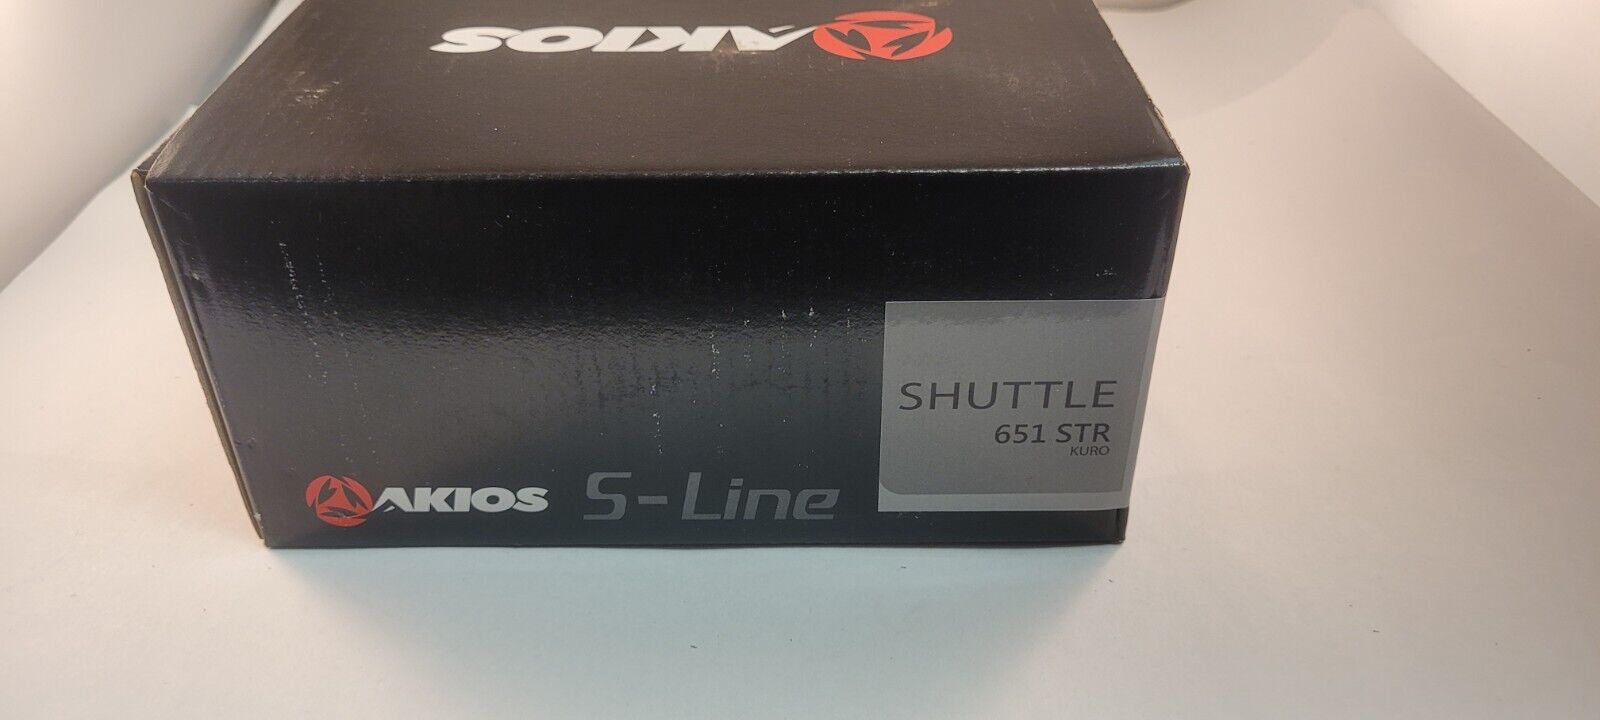 AKIOS
SHUTTLE
651 STR
KURO
AKIOS S-Line